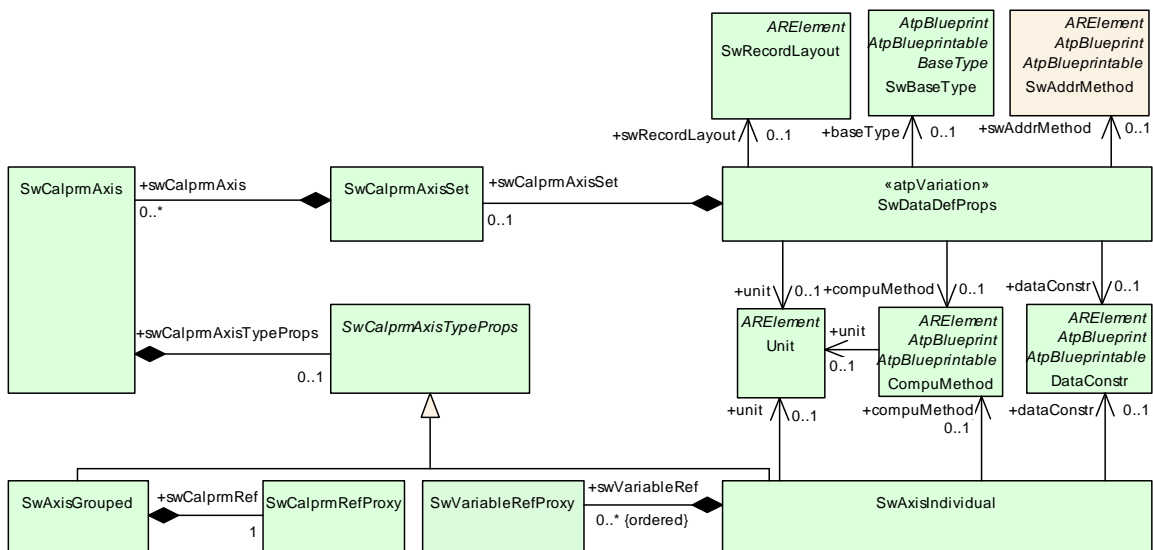 ARElement
SwRecordLayout
AtpBlueprint
AtpBlueprintable
BaseType
SwBaseType
ARElement
AtpBlueprint
AtpBlueprintable
SwAddrMethod
+swRecordLayout
0..1
+baseType
0..1
+swAddrMethod
0..1
SwCalprmAxis
+swCalprmAxis
0..*
SwCalprmAxisSet
+swCalprmAxisSet
0..1
«atpVariation»
SwDataDefProps
+unit
0..1
+compuMethod
0..1
+dataConstr
0..1
+swCalprmAxisTypeProps
0..1
SwCalprmAxisTypeProps
ARElement
Unit
+unit
0..1
ARElement
AtpBlueprint
AtpBlueprintable
CompuMethod
ARElement
AtpBlueprint
AtpBlueprintable
DataConstr
+unit
0..1
+compuMethod
0..1
+dataConstr
0..1
SwAxisGrouped
+swCalprmRef
1
SwCalprmRefProxy
SwVariableRefProxy
+swVariableRef
0..* {ordered}
SwAxisIndividual